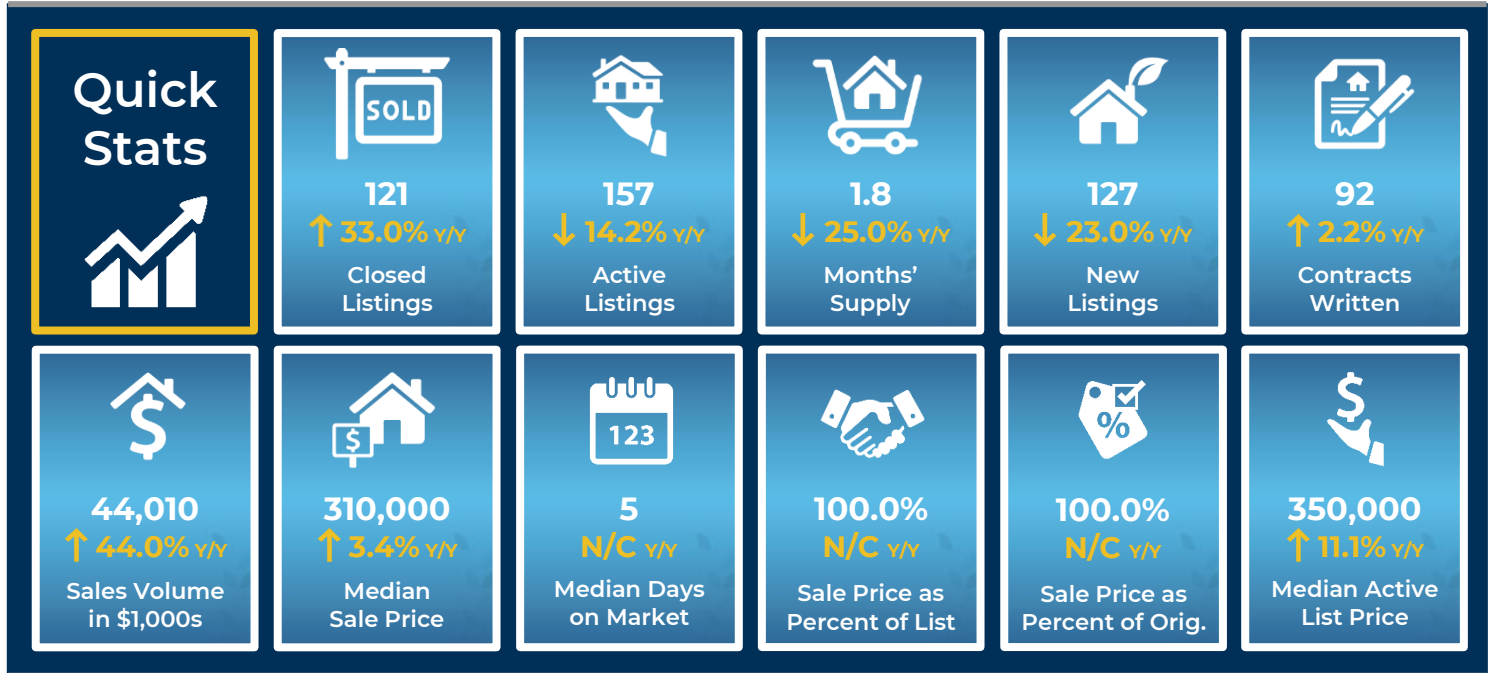 Quick
Stats
SOLD
121
↑ 33.0% Y/Y
Closed
Listings
157
↓ 14.2% Y/Y
Active
Listings
1.8
↓ 25.0% Y/Y
Months’
Supply
127
↓ 23.0% Y/Y
New
Listings
92
↑ 2.2% Y/Y
Contracts
Written
$
44,010
↑ 44.0% Y/Y
Sales Volume
in $1,000s
$
310,000
↑ 3.4% Y/Y
Median
Sale Price
123
5
N/C Y/Y
Median Days
on Market
100.0%
N/C Y/Y
Sale Price as
Percent of List
%
100.0%
N/C Y/Y
Sale Price as
Percent of Orig.
$
350,000
↑ 11.1% Y/Y
Median Active
List Price